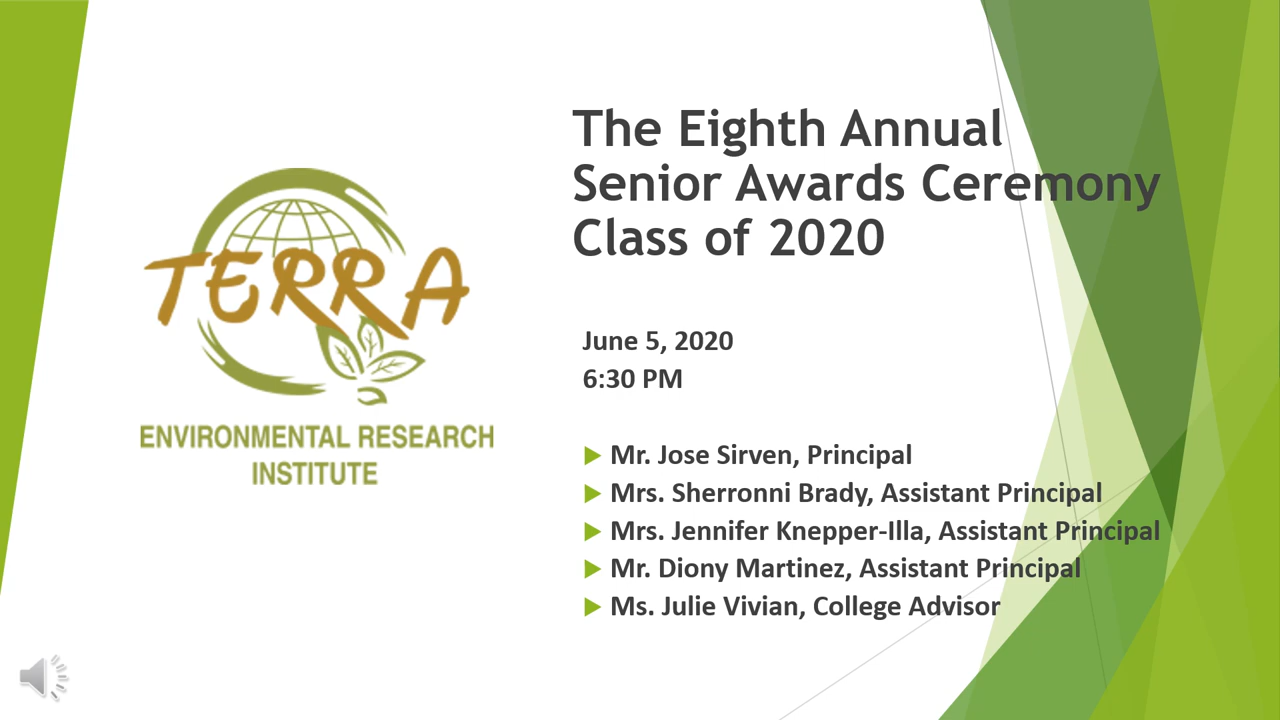 The Eighth Annual
Senior Awards Ceremony
Class of 2020
TERRA
ENVIRONMENTAL RESEARCH
INSTITUTE
June 5, 2020
6:30 PM
Mr. Jose Sirven, Principal
Mrs. Sherronni Brady, Assistant Principal
Mrs. Jennifer Knepper-Illa, Assistant Principal
Mr. Diony Martinez, Assistant Principal
Ms. Julie Vivian, College Advisor